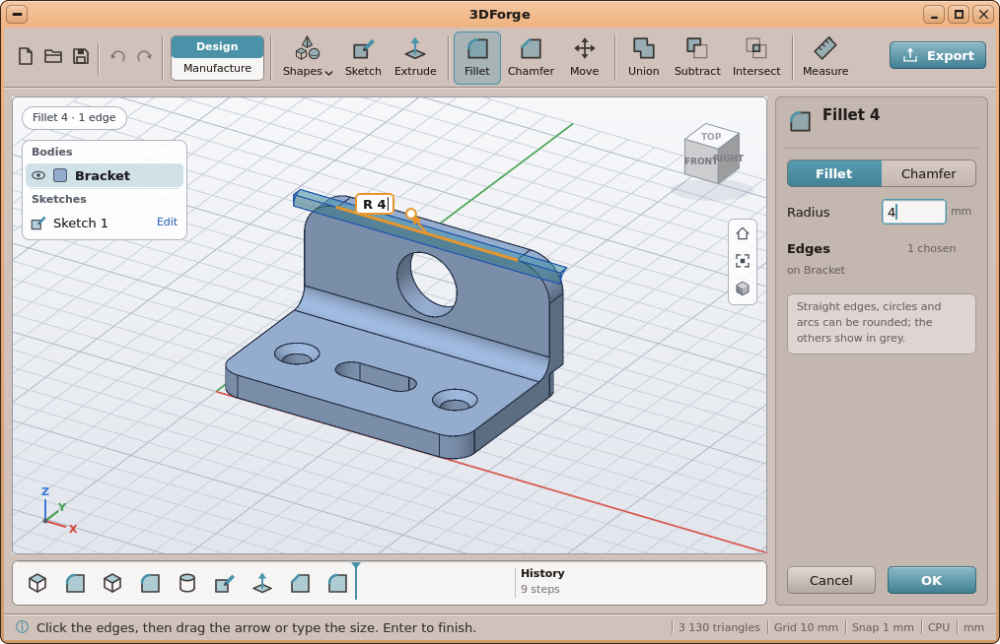 3DForge
Design
Manufacture
Shapes
Sketch
Extrude
Fillet
Chamfer
Move
Union
Subtract
Intersect
Measure
Export
Fillet 4 · 1 edge
Bodies
Bracket
Sketches
Sketch 1
Edit
R 4
TOP
FRONT
RIGHT
Z
Y
X
Fillet 4
Fillet
Chamfer
Radius
4
mm
Edges
1 chosen
on Bracket
Straight edges, circles and
arcs can be rounded; the
others show in grey.
Cancel
OK
History
9 steps
Click the edges, then drag the arrow or type the size. Enter to finish.
3 130 triangles
Grid 10 mm
Snap 1 mm
CPU
mm